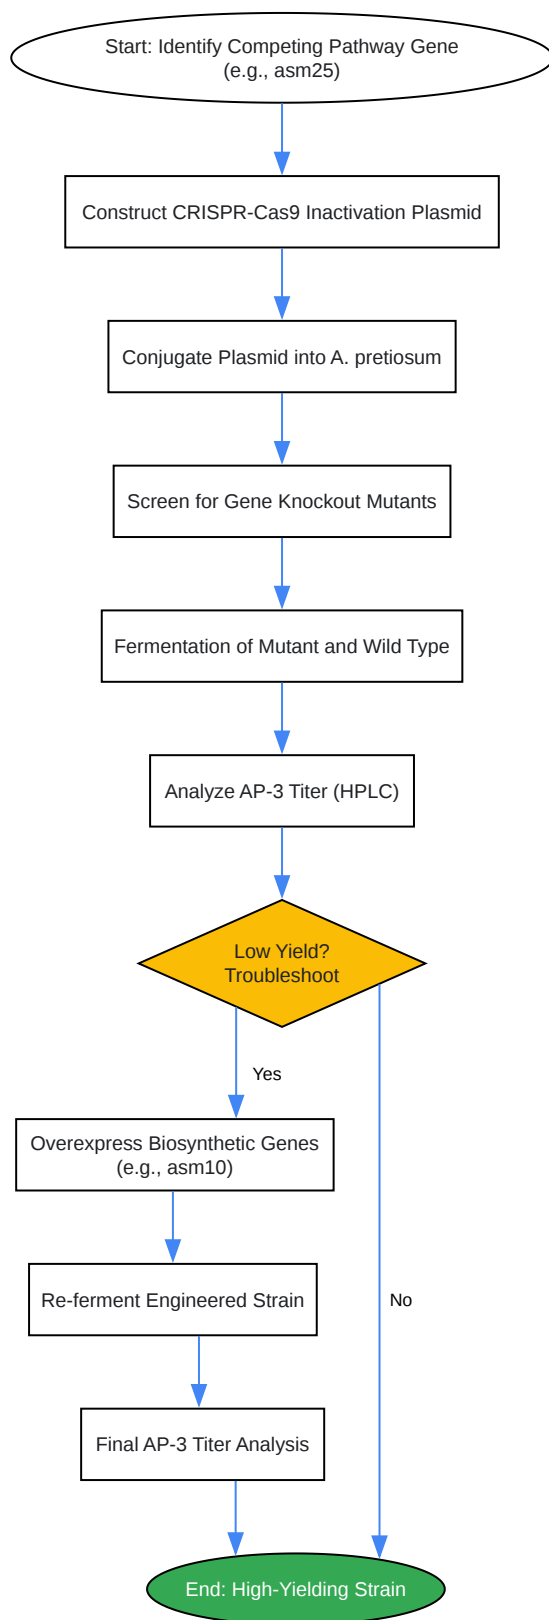 Start: Identify Competing Pathway Gene
(e.g., asm25)
Construct CRISPR-Cas9 Inactivation Plasmid
Conjugate Plasmid into A. pretiosum
Screen for Gene Knockout Mutants
Fermentation of Mutant and Wild Type
Analyze AP-3 Titer (HPLC)
Low Yield?
Troubleshoot
Yes
Overexpress Biosynthetic Genes
(e.g., asm10)
Re-ferment Engineered Strain
No
Final AP-3 Titer Analysis
End: High-Yielding Strain